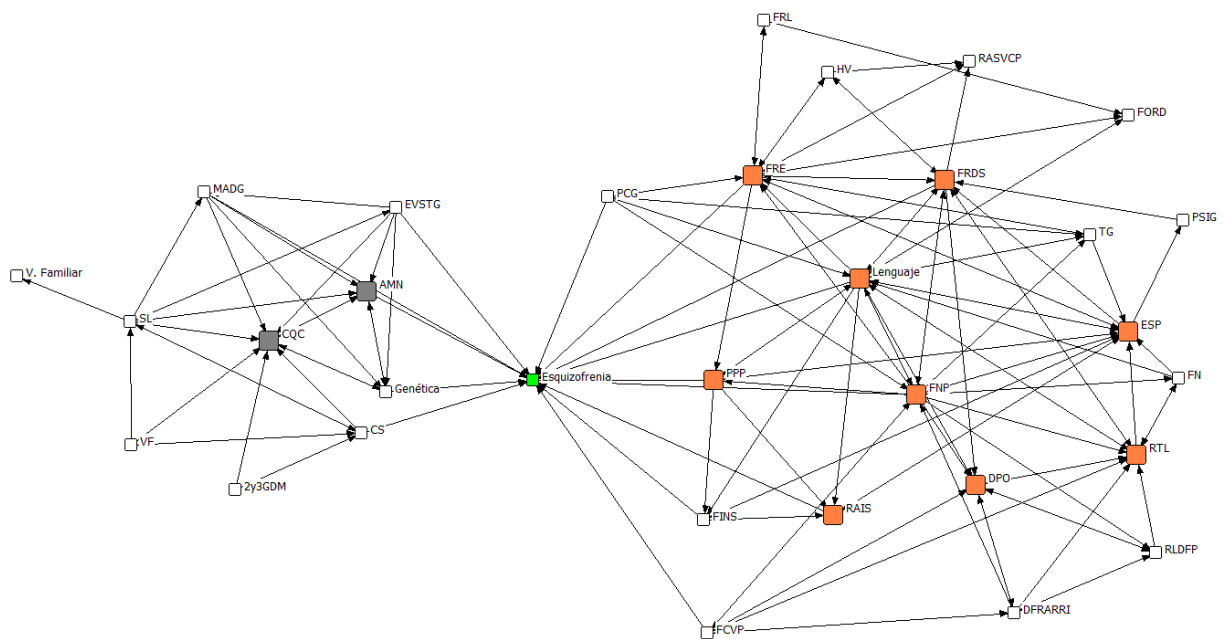 FRL
RASVCP
HV
FORD
FRE
FRDS
MADG
PCG
EVSTG
PSIG
TG
V. Familiar
Lenguaje
AMN
SL
ESP
CQC
PPP
Esquizofrenia
FN
Genética
FNP
CS
VF
RTL
2y3GDM
DPO
FINS
RAIS
RLDFP
DFRARRI
FCVP